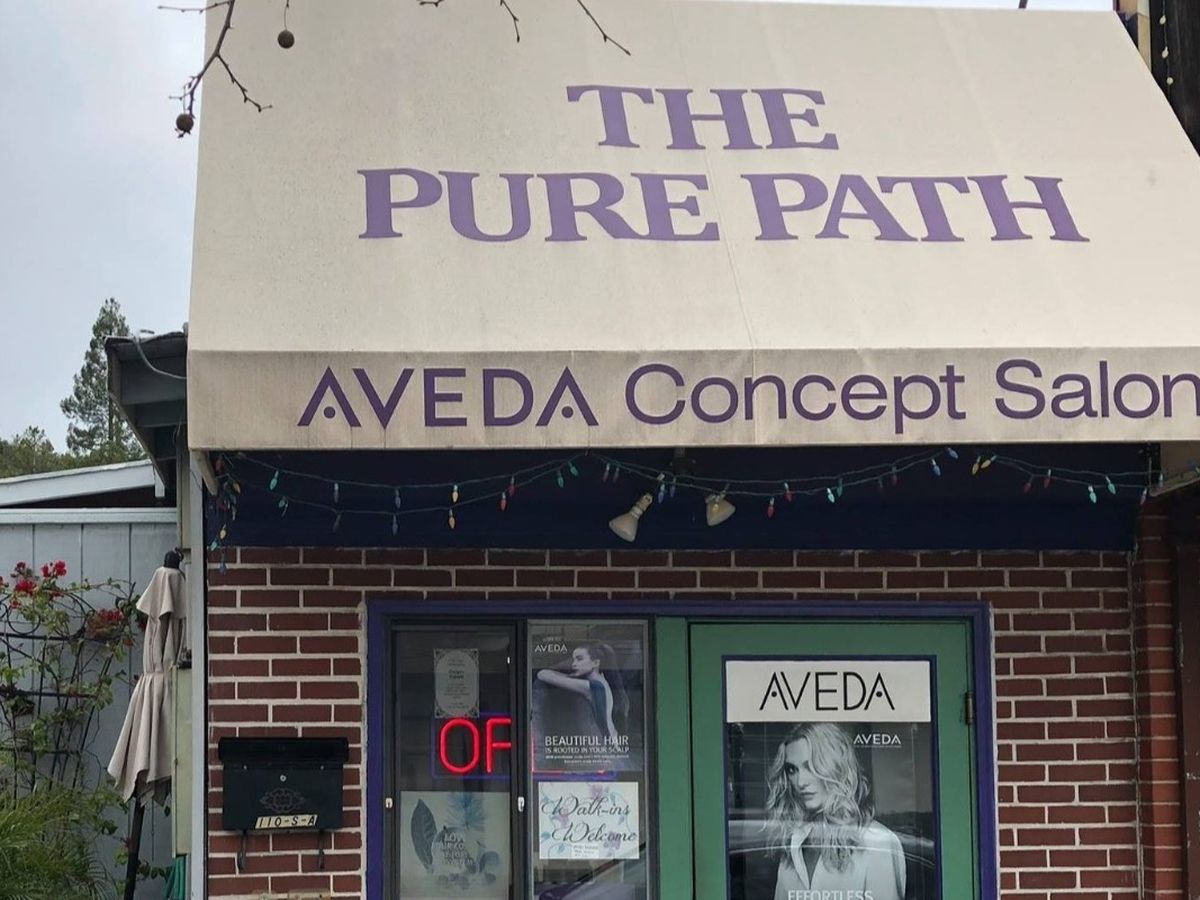 THE
PURE PATH
AVEDA Concept Salon
AVEDA
BEAUTIFUL HAIR
IS ROOTED IN YOUR SCALP
Walk-ins
Welcome
110-S-A
AVEDA
AVEDA
EFFORTLESS